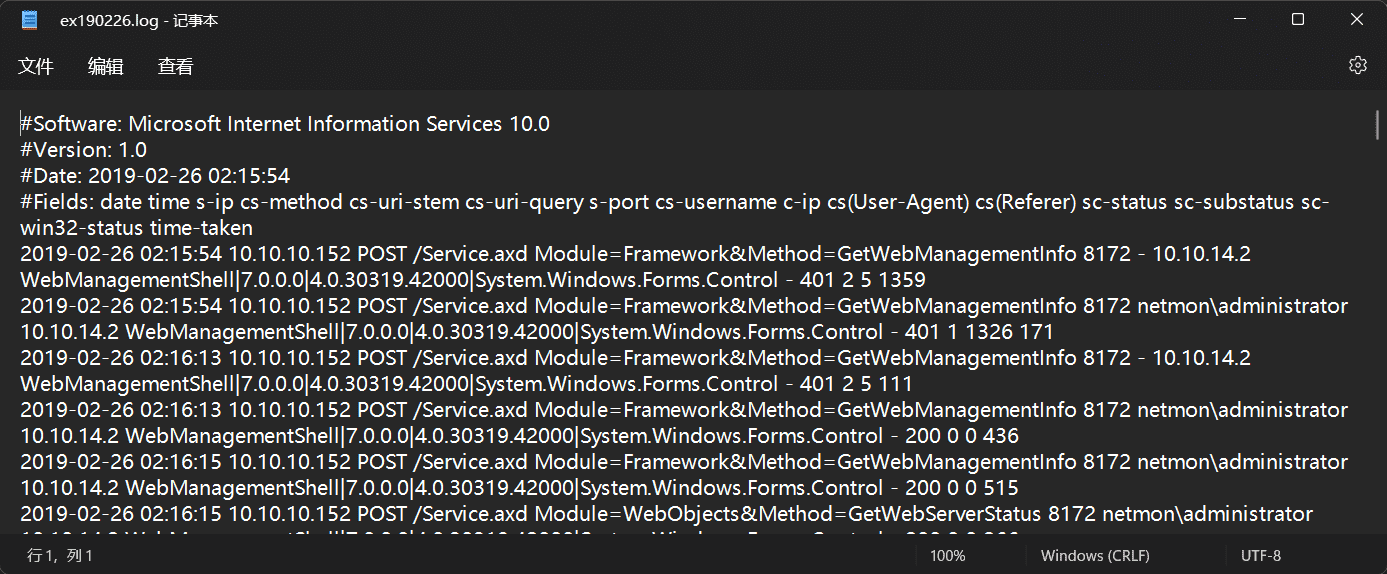 ex190226.log - 记事本
文件 编辑 查看
#Software: Microsoft Internet Information Services 10.0
#Version: 1.0
#Date: 2019-02-26 02:15:54
#Fields: date time s-ip cs-method cs-uri-stem cs-uri-query s-port cs-username c-ip cs(User-Agent) cs(Referer) sc-status sc-substatus sc-
win32-status time-taken
2019-02-26 02:15:54 10.10.10.152 POST /Service.axd Module=Framework&Method=GetWebManagementInfo 8172 - 10.10.14.2
WebManagementShell|7.0.0.0|4.0.30319.42000|System.Windows.Forms.Control - 401 2 5 1359
2019-02-26 02:15:54 10.10.10.152 POST /Service.axd Module=Framework&Method=GetWebManagementInfo 8172 netmon\administrator
10.10.14.2 WebManagementShell|7.0.0.0|4.0.30319.42000|System.Windows.Forms.Control - 401 1 1326 171
2019-02-26 02:16:13 10.10.10.152 POST /Service.axd Module=Framework&Method=GetWebManagementInfo 8172 - 10.10.14.2
WebManagementShell|7.0.0.0|4.0.30319.42000|System.Windows.Forms.Control - 401 2 5 111
2019-02-26 02:16:13 10.10.10.152 POST /Service.axd Module=Framework&Method=GetWebManagementInfo 8172 netmon\administrator
10.10.14.2 WebManagementShell|7.0.0.0|4.0.30319.42000|System.Windows.Forms.Control - 200 0 0 436
2019-02-26 02:16:15 10.10.10.152 POST /Service.axd Module=Framework&Method=GetWebManagementInfo 8172 netmon\administrator
10.10.14.2 WebManagementShell|7.0.0.0|4.0.30319.42000|System.Windows.Forms.Control - 200 0 0 515
2019-02-26 02:16:15 10.10.10.152 POST /Service.axd Module=WebObjects&Method=GetWebServerStatus 8172 netmon\administrator
行 1，列 1 100% Windows (CRLF) UTF-8